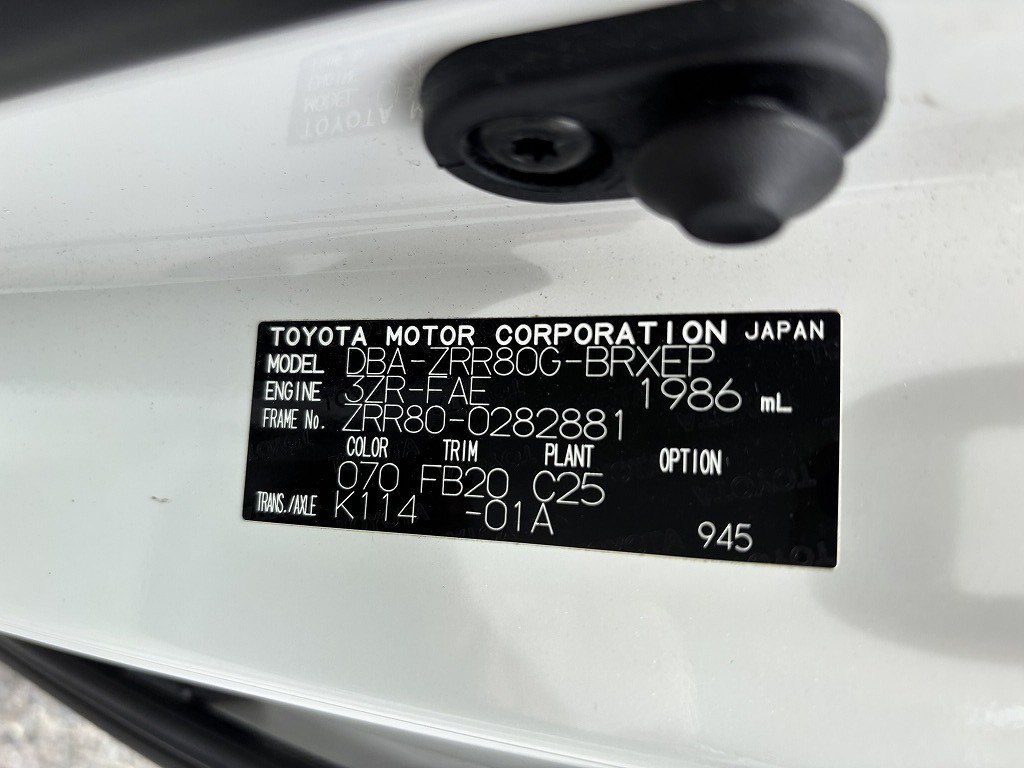 TOYOTA MOTOR CORPORATION JAPAN
MODEL DBA-ZRR80G-BRXEP
ENGINE 3ZR-FAE 1986 mL
FRAME No. ZRR80-0282881
COLOR TRIM PLANT OPTION
070 FB20 C25
TRANS./AXLE K114 -01A
945